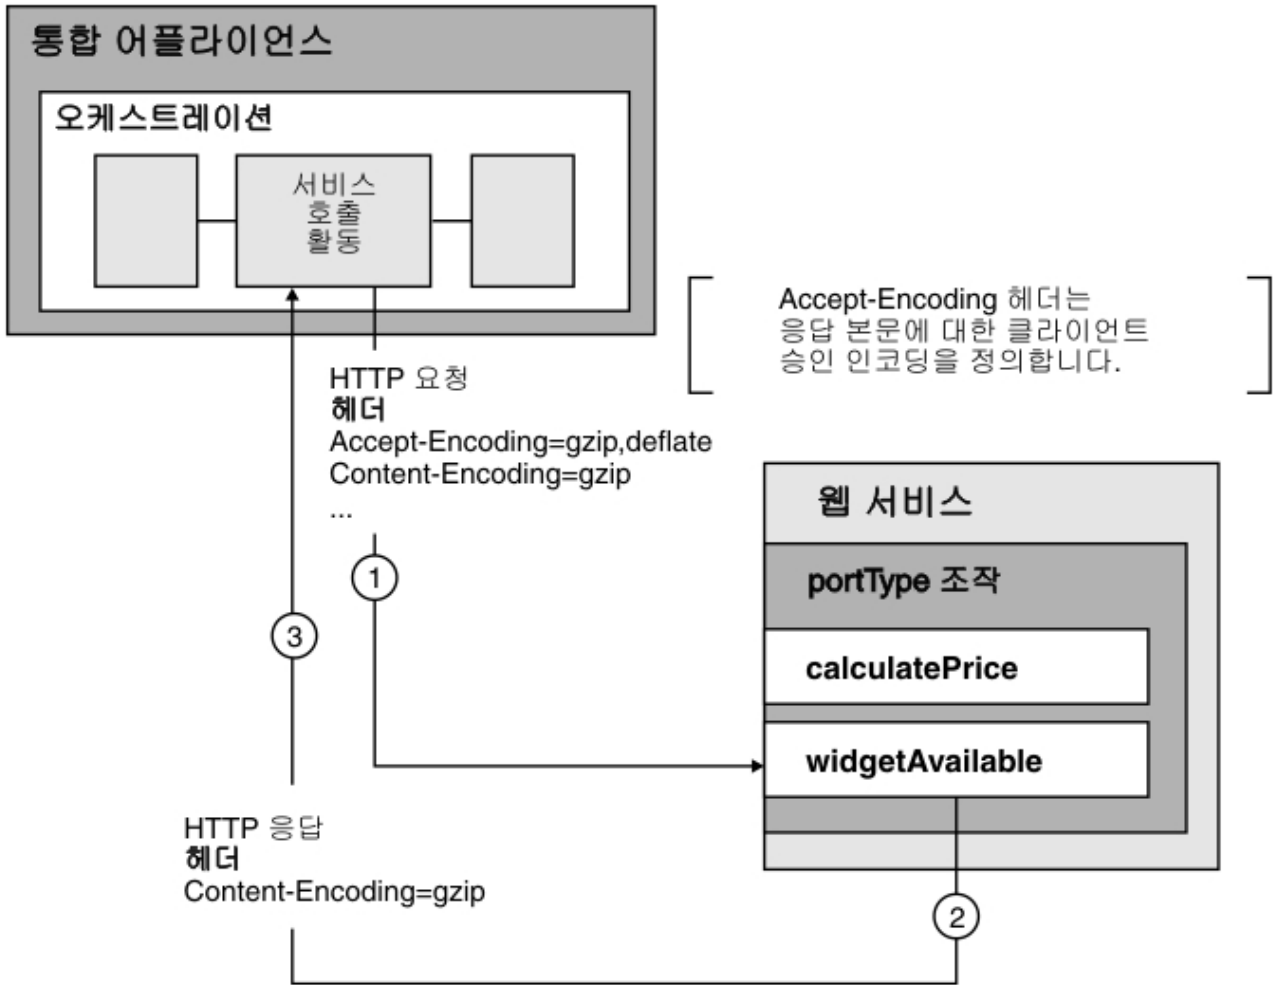 통합 어플라이언스
오케스트레이션
서비스
호출
활동
Accept-Encoding 헤더는
응답 본문에 대한 클라이언트
승인 인코딩을 정의합니다.
HTTP 요청
헤더
Accept-Encoding=gzip,deflate
Content-Encoding=gzip
...
웹 서비스
portType 조작
1
3
calculatePrice
widgetAvailable
HTTP 응답
헤더
Content-Encoding=gzip
2